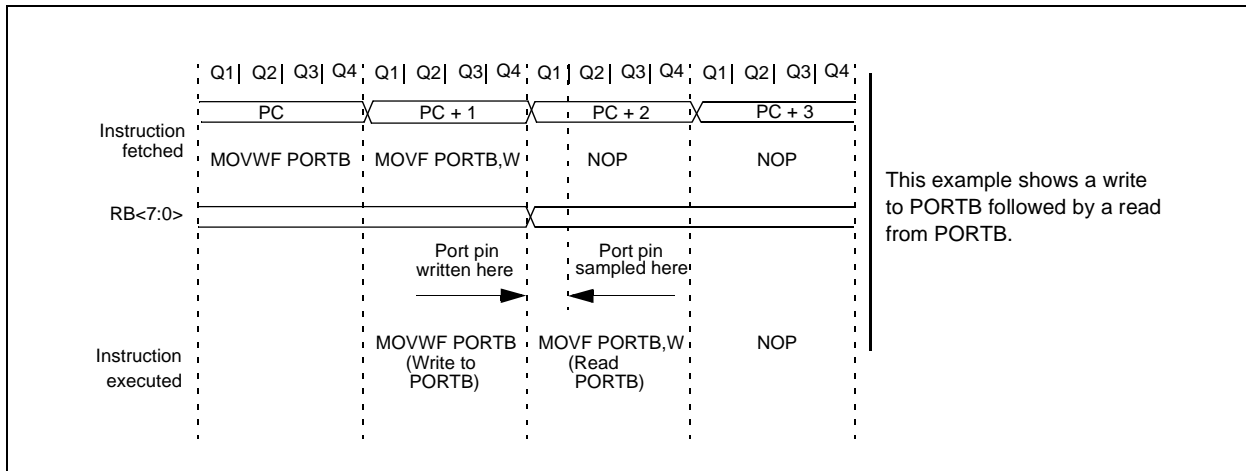 Q1| Q2| Q3| Q4 Q1| Q2| Q3| Q4 Q1| Q2| Q3| Q4 Q1| Q2| Q3| Q4
PC PC + 1 PC + 2 PC + 3
Instruction
fetched
MOVWF PORTB MOVF PORTB,W NOP NOP
This example shows a write
to PORTB followed by a read
from PORTB.
RB<7:0>
Port pin
written here
Port pin
sampled here
Instruction
executed
MOVWF PORTB
(Write to
PORTB)
MOVF PORTB,W
(Read
PORTB)
NOP